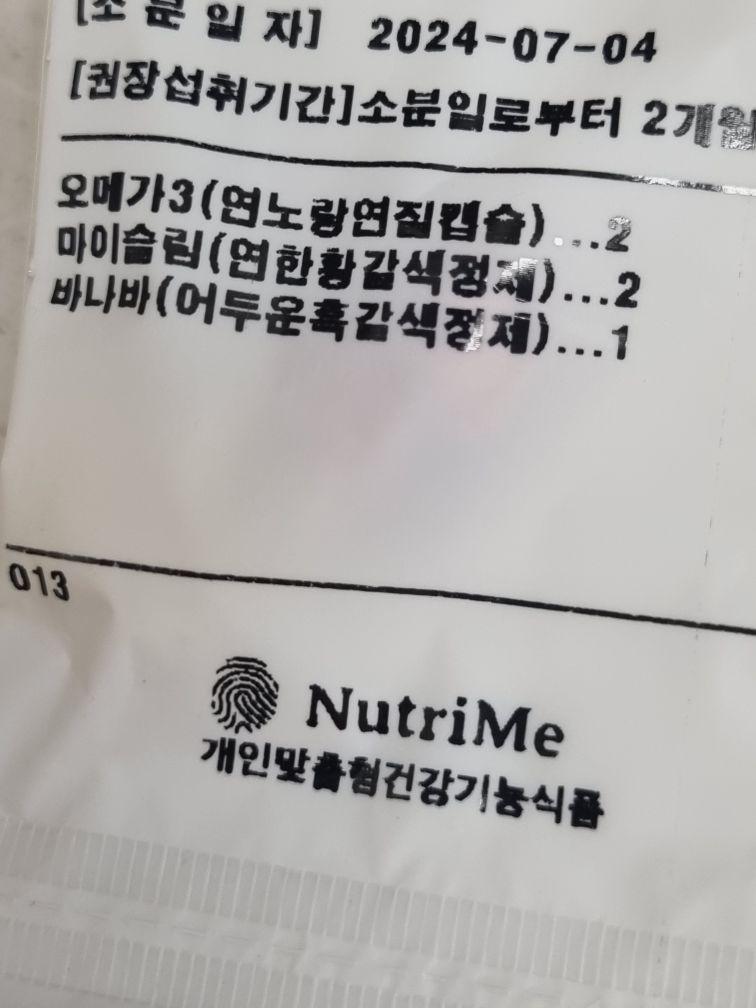 [소 분 일 자] 2024-07-04
[권장섭취기간]소분일로부터 2개월
오메가3(연노랑연질캡슐)...2
마이슬림(연한황갈색정제)...2
바나바(어두운흑갈색정제)...1
013
NutriMe
개인맞춤형건강기능식품